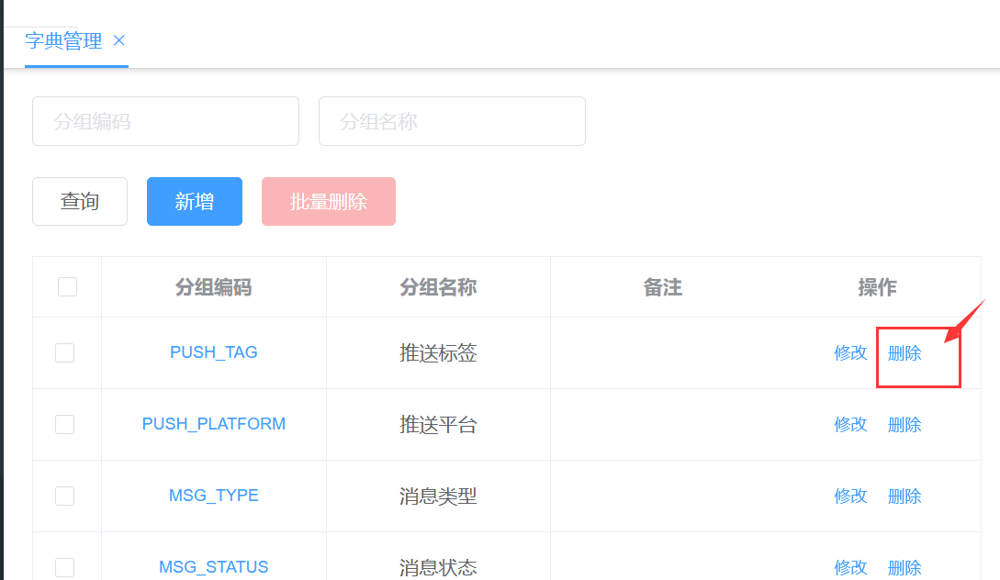 字典管理 ×
分组编码 分组名称
查询 新增 批量删除
分组编码 分组名称 备注 操作
PUSH_TAG 推送标签 修改 删除
PUSH_PLATFORM 推送平台 修改 删除
MSG_TYPE 消息类型 修改 删除
MSG_STATUS 消息状态 修改 删除